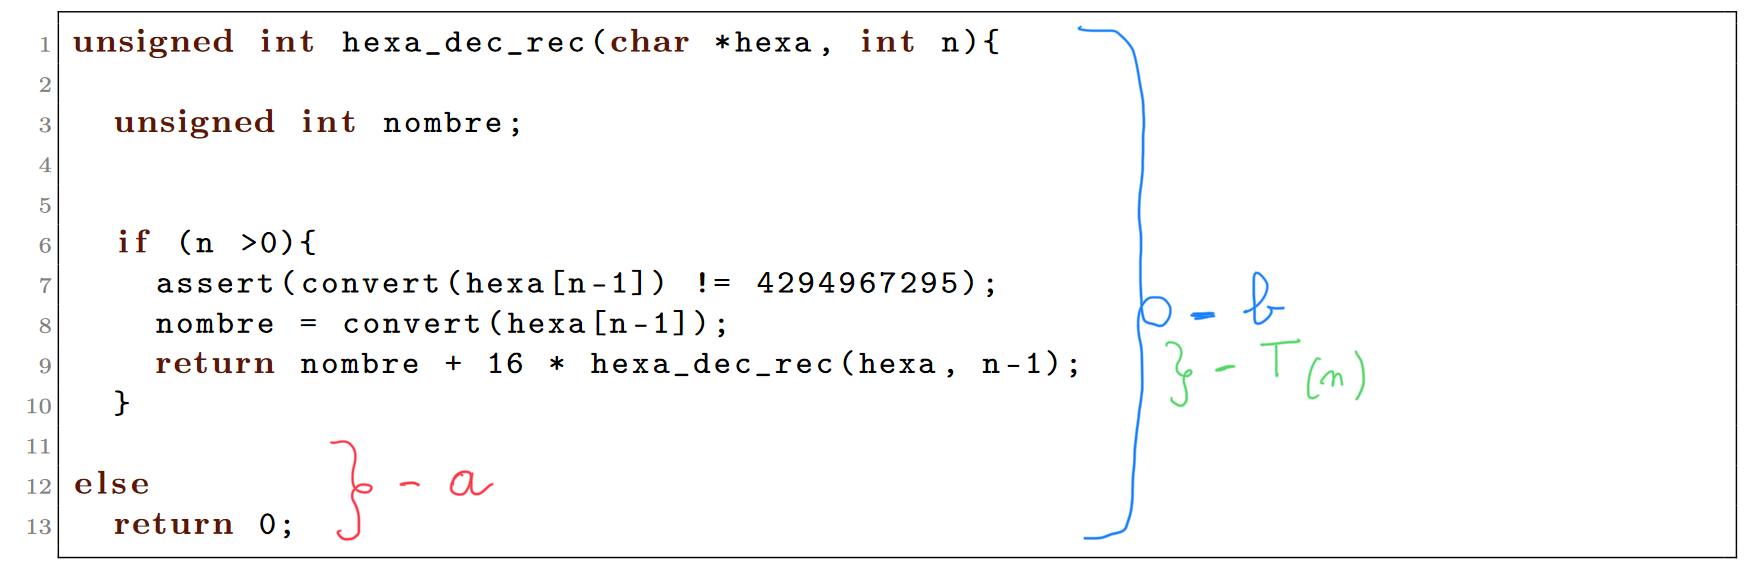 1 unsigned int hexa_dec_rec(char *hexa, int n){
2
3 unsigned int nombre;
4
5
6 if (n >0){
7 assert(convert(hexa[n-1]) != 4294967295);
8 nombre = convert(hexa[n-1]);
- b
9 return nombre + 16 * hexa_dec_rec(hexa, n-1);
} - T(n)
10 }
11
12 else
} - a
13 return 0;